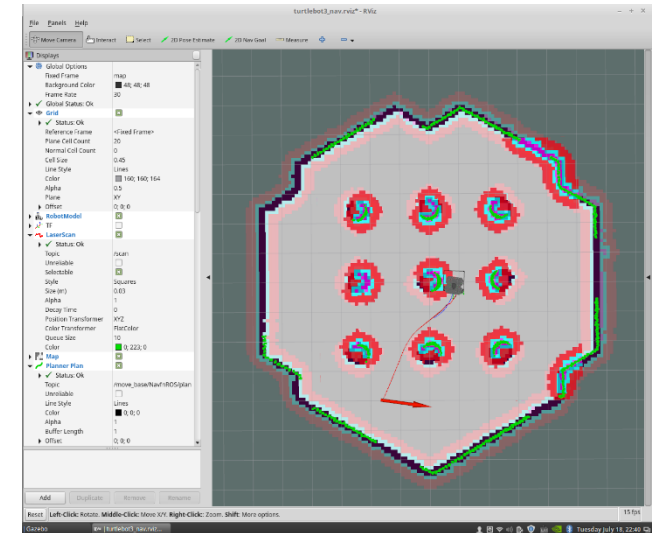 turtlebot3_nav.rviz* - RViz
File Panels Help
Move Camera Interact Select 2D Pose Estimate 2D Nav Goal Measure
Displays
Global Options
Fixed Frame map
Background Color 48; 48; 48
Frame Rate 30
Global Status: Ok
Grid
Status: Ok
Reference Frame <Fixed Frame>
Plane Cell Count 20
Normal Cell Count 0
Cell Size 0.45
Line Style Lines
Color 160; 160; 164
Alpha 0.5
Plane XY
Offset 0; 0; 0
RobotModel
TF
LaserScan
Status: Ok
Topic /scan
Unreliable
Selectable
Style Squares
Size (m) 0.03
Alpha 1
Decay Time 0
Position Transformer XYZ
Color Transformer FlatColor
Queue Size 10
Color 0; 223; 0
Map
Planner Plan
Status: Ok
Topic /move_base/NavfnROS/plan
Unreliable
Line Style Lines
Color 0; 0; 0
Alpha 1
Buffer Length 1
Offset 0; 0; 0
Add Duplicate Remove Rename
Reset Left-Click: Rotate. Middle-Click: Move X/Y. Right-Click: Zoom. Shift: More options. 15 fps
Gazebo turtlebot3_nav.rviz... Tuesday July 18, 22:40